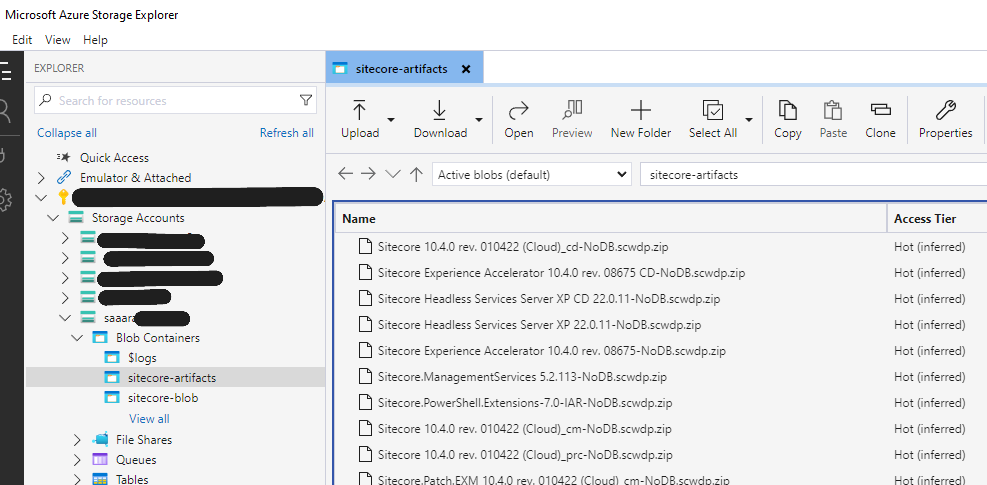 Microsoft Azure Storage Explorer
Edit View Help
EXPLORER
Search for resources
Collapse all Refresh all
Quick Access
Emulator & Attached
Storage Accounts
saaara
Blob Containers
$logs
sitecore-artifacts
sitecore-blob
View all
File Shares
Queues
Tables
sitecore-artifacts
Upload Download Open Preview New Folder Select All Copy Paste Clone Properties
Active blobs (default) sitecore-artifacts
Name Access Tier
Sitecore 10.4.0 rev. 010422 (Cloud)_cd-NoDB.scwdp.zip Hot (inferred)
Sitecore Experience Accelerator 10.4.0 rev. 08675 CD-NoDB.scwdp.zip Hot (inferred)
Sitecore Headless Services Server XP CD 22.0.11-NoDB.scwdp.zip Hot (inferred)
Sitecore Headless Services Server XP 22.0.11-NoDB.scwdp.zip Hot (inferred)
Sitecore Experience Accelerator 10.4.0 rev. 08675-NoDB.scwdp.zip Hot (inferred)
Sitecore.ManagementServices 5.2.113-NoDB.scwdp.zip Hot (inferred)
Sitecore.PowerShell.Extensions-7.0-IAR-NoDB.scwdp.zip Hot (inferred)
Sitecore 10.4.0 rev. 010422 (Cloud)_cm-NoDB.scwdp.zip Hot (inferred)
Sitecore 10.4.0 rev. 010422 (Cloud)_prc-NoDB.scwdp.zip Hot (inferred)
Sitecore.Patch.EXM 10.4.0 rev. 010422 (Cloud)_cm-NoDB.scwdp.zip Hot (inferred)